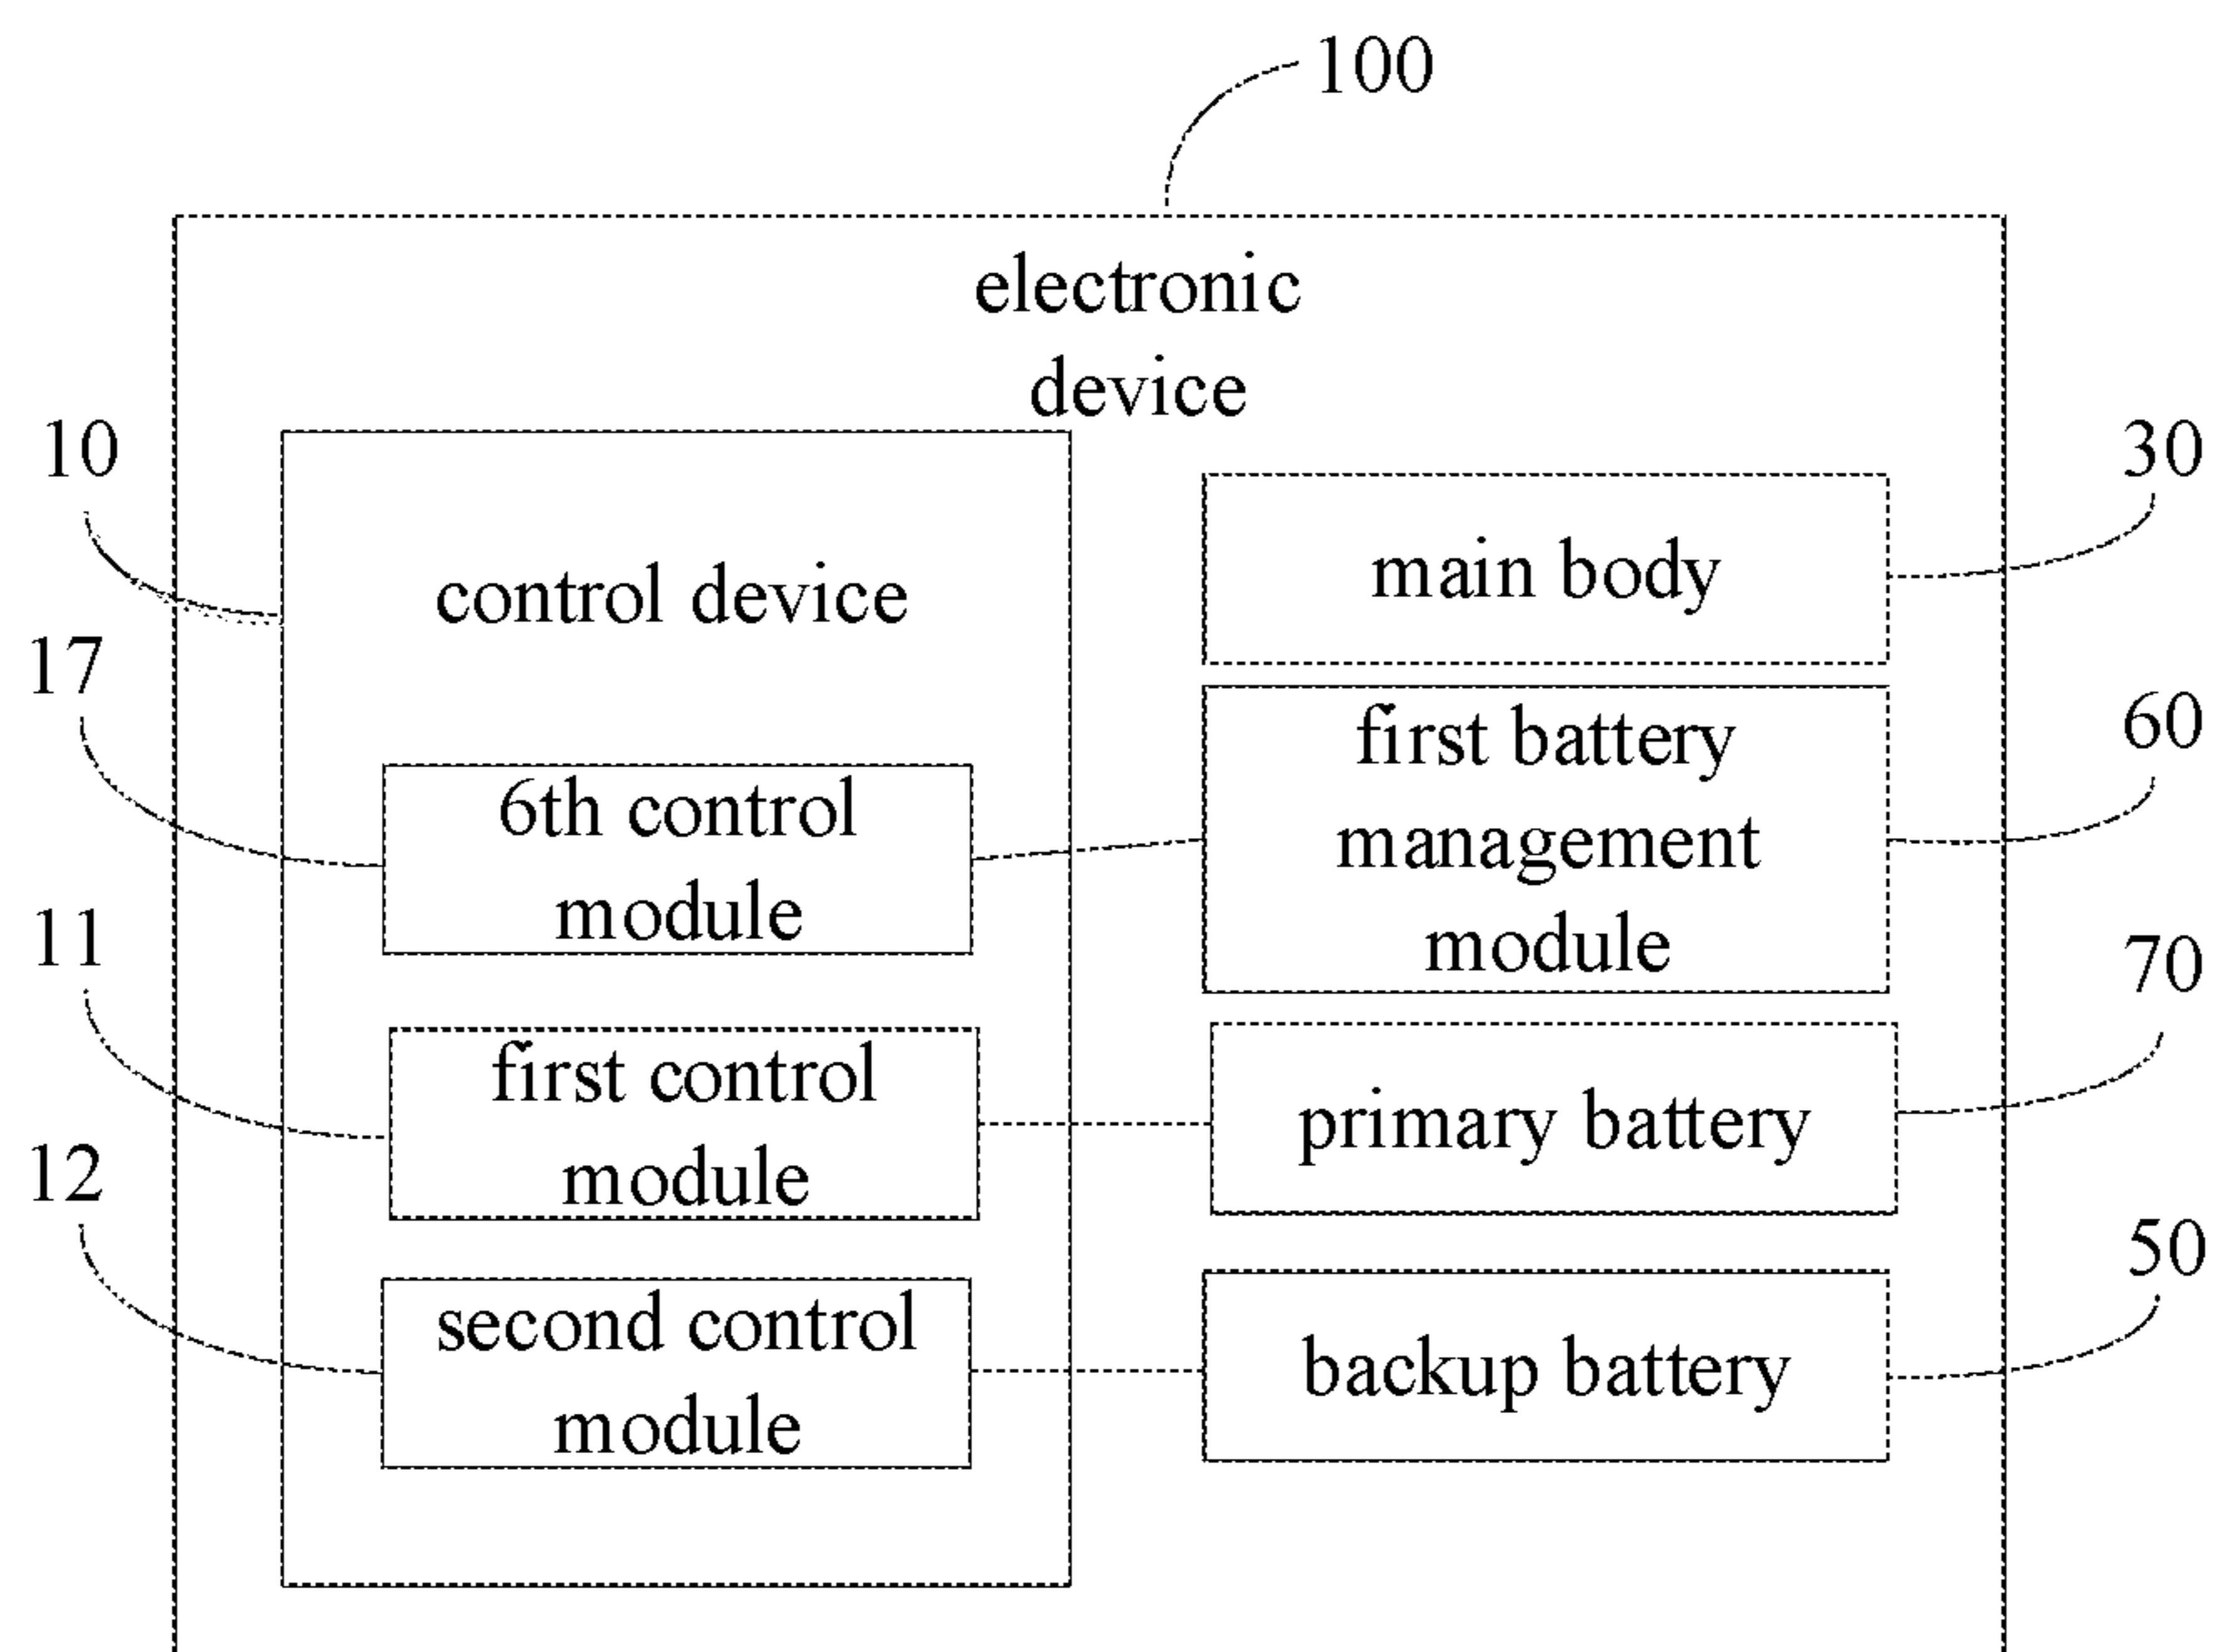 100
electronic
device
10
30
control device
main body
17
60
6th control
module
first battery
management
module
11
70
first control
module
primary battery
12
50
second control
module
backup battery